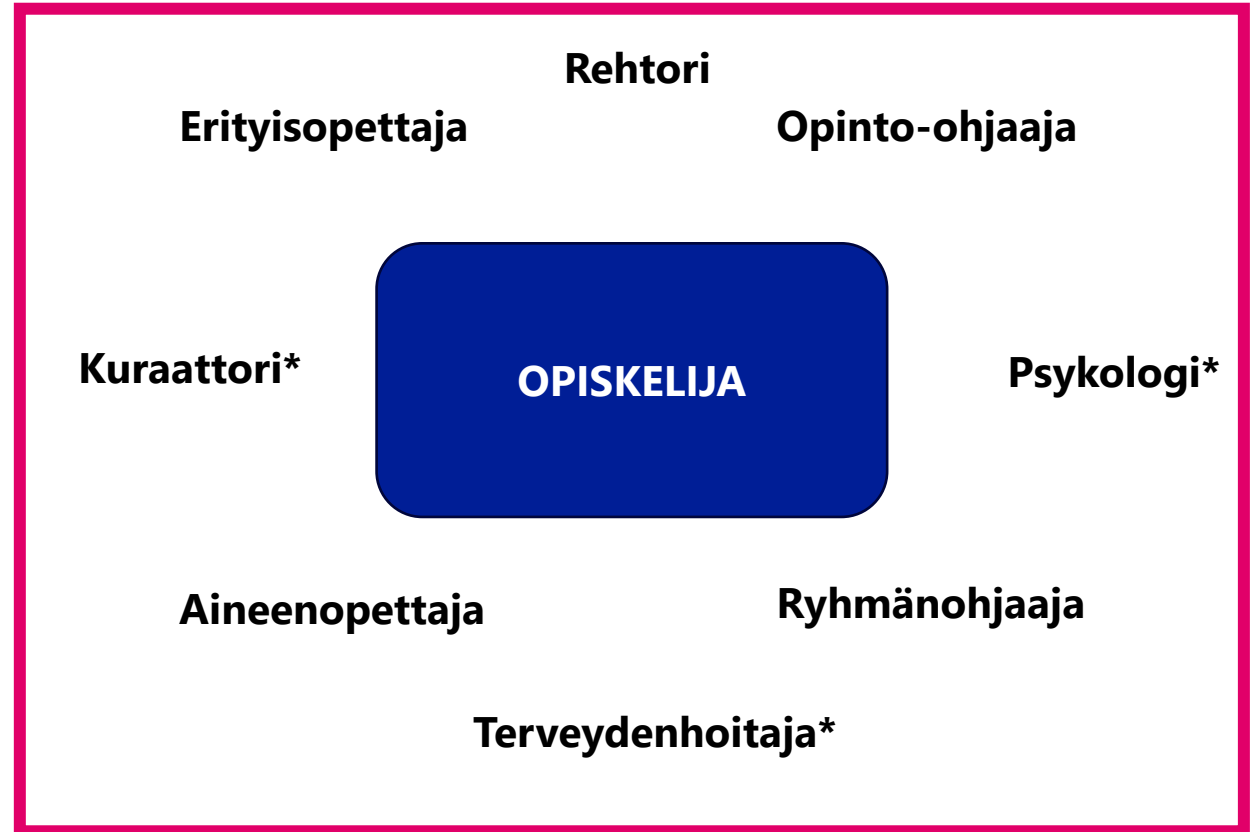 Rehtori
Erityisopettaja
Opinto-ohjaaja
Kuraattori*
OPISKELIJA
Psykologi*
Aineenopettaja
Ryhmänohjaaja
Terveydenhoitaja*